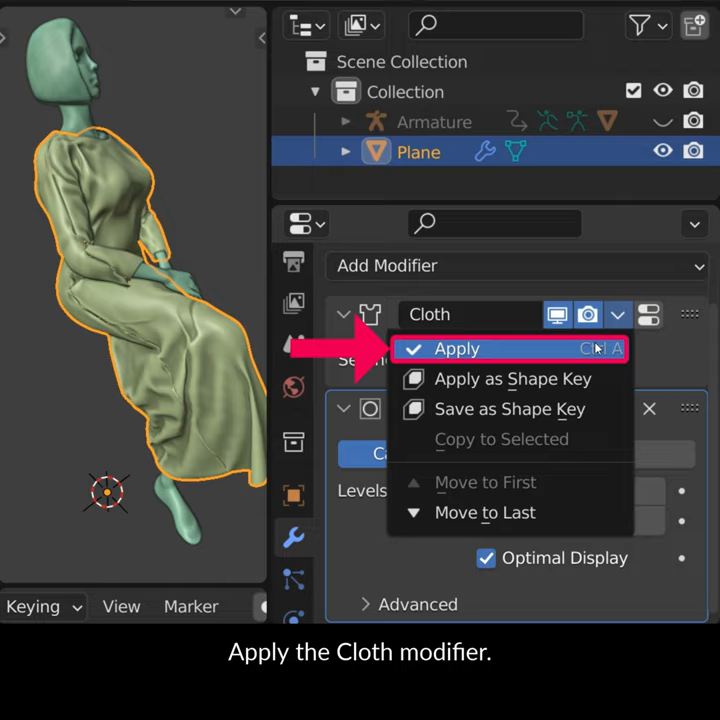 Scene Collection
Collection
Armature
Plane
Add Modifier
Cloth
Apply Ctrl A
Apply as Shape Key
Save as Shape Key
Copy to Selected
Levels
Move to First
Move to Last
Optimal Display
Keying View Marker
Advanced
Apply the Cloth modifier.